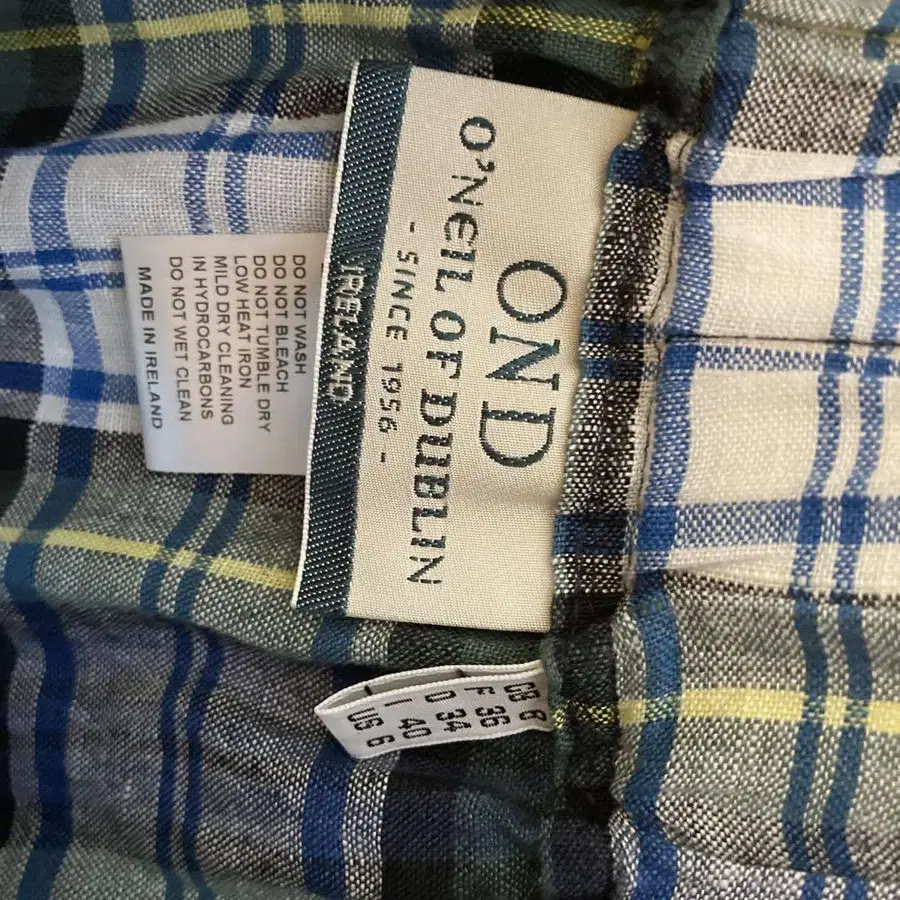 OND
O'NEIL OF DUBLIN
- SINCE 1956 -
IRELAND
DO NOT WASH
DO NOT BLEACH
DO NOT TUMBLE DRY
LOW HEAT IRON
MILD DRY CLEANING
IN HYDROCARBONS
DO NOT WET CLEAN
MADE IN IRELAND
GB 8
F 36
D 34
I 40
US 6